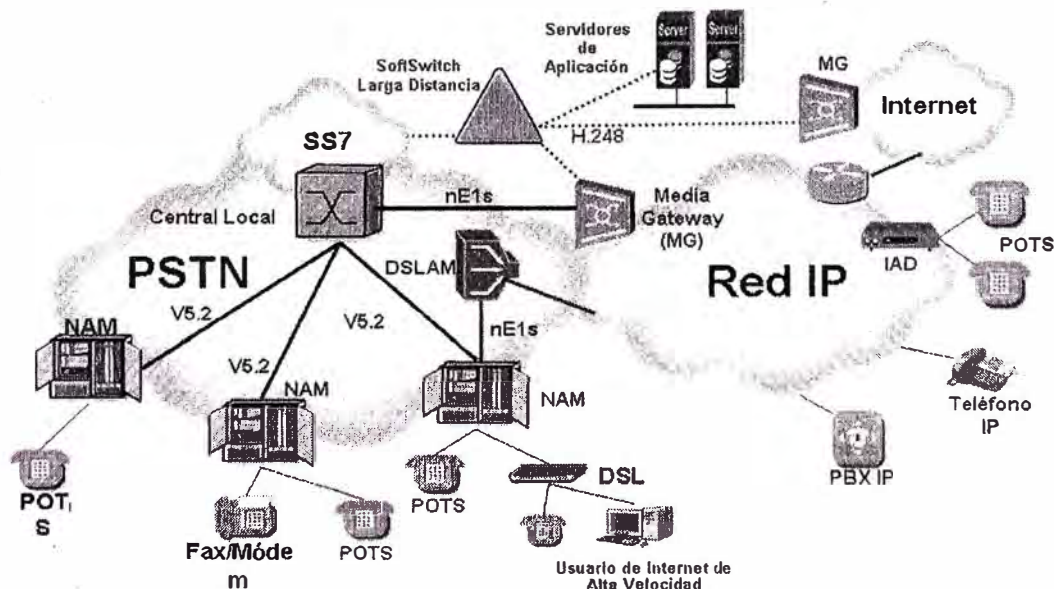 Servidores
de
Aplicación
Server
Server
MG
Internet
SoftSwitch
Larga Distancia
H.248
SS7
nE1s
Media
Gateway
(MG)
Central Local
PSTN
DSLAM
Red IP
IAD
POTS
V5.2
V5.2
V5.2
nE1s
NAM
NAM
NAM
Teléfono
IP
PBX IP
POT
S
Fax/Móde
m
POTS
POTS
DSL
Usuario de Internet de
Alta Velocidad